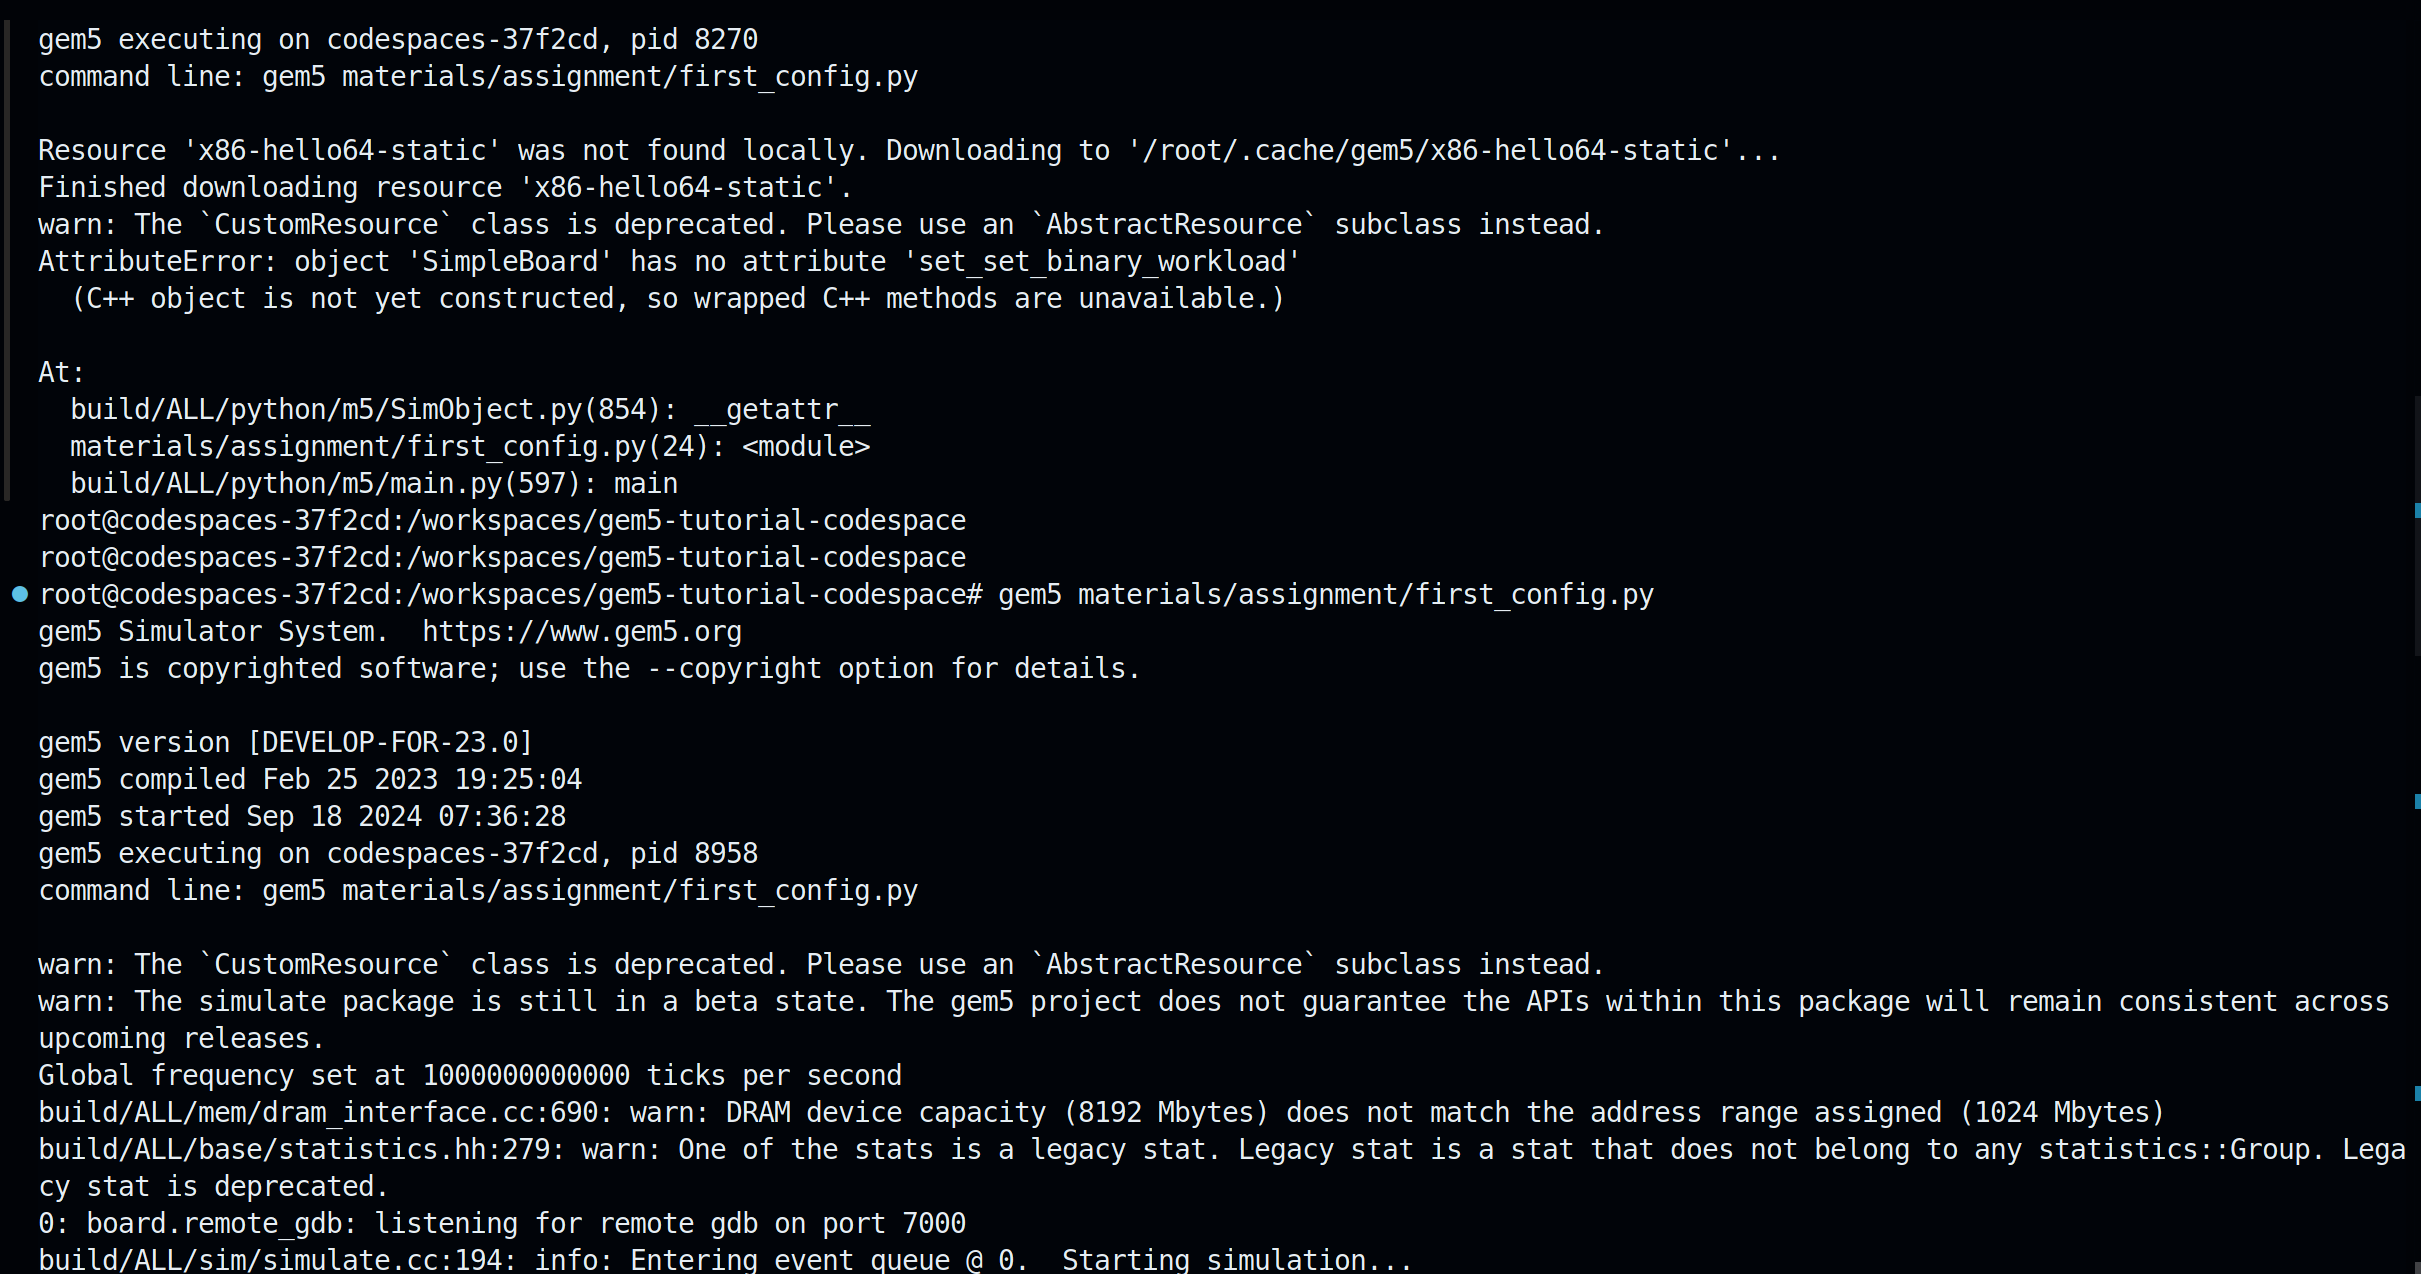 gem5 executing on codespaces-37f2cd, pid 8270
command line: gem5 materials/assignment/first_config.py

Resource 'x86-hello64-static' was not found locally. Downloading to '/root/.cache/gem5/x86-hello64-static'...
Finished downloading resource 'x86-hello64-static'.
warn: The `CustomResource` class is deprecated. Please use an `AbstractResource` subclass instead.
AttributeError: object 'SimpleBoard' has no attribute 'set_set_binary_workload'
  (C++ object is not yet constructed, so wrapped C++ methods are unavailable.)

At:
  build/ALL/python/m5/SimObject.py(854): __getattr__
  materials/assignment/first_config.py(24): <module>
  build/ALL/python/m5/main.py(597): main
root@codespaces-37f2cd:/workspaces/gem5-tutorial-codespace
root@codespaces-37f2cd:/workspaces/gem5-tutorial-codespace
root@codespaces-37f2cd:/workspaces/gem5-tutorial-codespace# gem5 materials/assignment/first_config.py
gem5 Simulator System.  https://www.gem5.org
gem5 is copyrighted software; use the --copyright option for details.

gem5 version [DEVELOP-FOR-23.0]
gem5 compiled Feb 25 2023 19:25:04
gem5 started Sep 18 2024 07:36:28
gem5 executing on codespaces-37f2cd, pid 8958
command line: gem5 materials/assignment/first_config.py

warn: The `CustomResource` class is deprecated. Please use an `AbstractResource` subclass instead.
warn: The simulate package is still in a beta state. The gem5 project does not guarantee the APIs within this package will remain consistent across
upcoming releases.
Global frequency set at 1000000000000 ticks per second
build/ALL/mem/dram_interface.cc:690: warn: DRAM device capacity (8192 Mbytes) does not match the address range assigned (1024 Mbytes)
build/ALL/base/statistics.hh:279: warn: One of the stats is a legacy stat. Legacy stat is a stat that does not belong to any statistics::Group. Lega
cy stat is deprecated.
0: board.remote_gdb: listening for remote gdb on port 7000
build/ALL/sim/simulate.cc:194: info: Entering event queue @ 0.  Starting simulation...